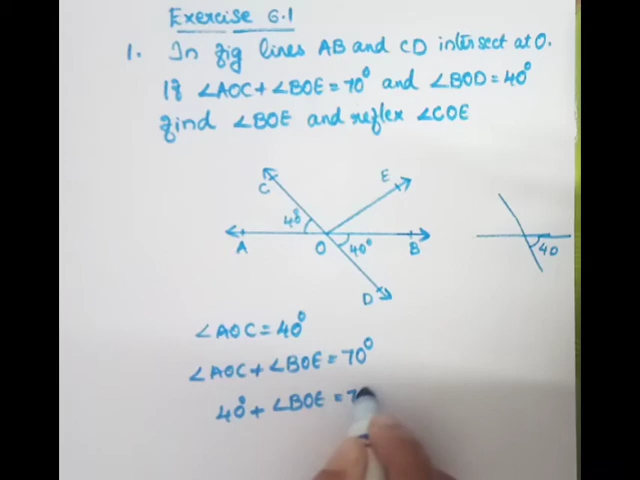 Exercise 6.1
1. In fig lines AB and CD intersect at O.
If ∠AOC + ∠BOE = 70° and ∠BOD = 40°
find ∠BOE and reflex ∠COE
C
E
40°
A
O
40°
B
D
40
∠AOC = 40°
∠AOC + ∠BOE = 70°
40° + ∠BOE = 7